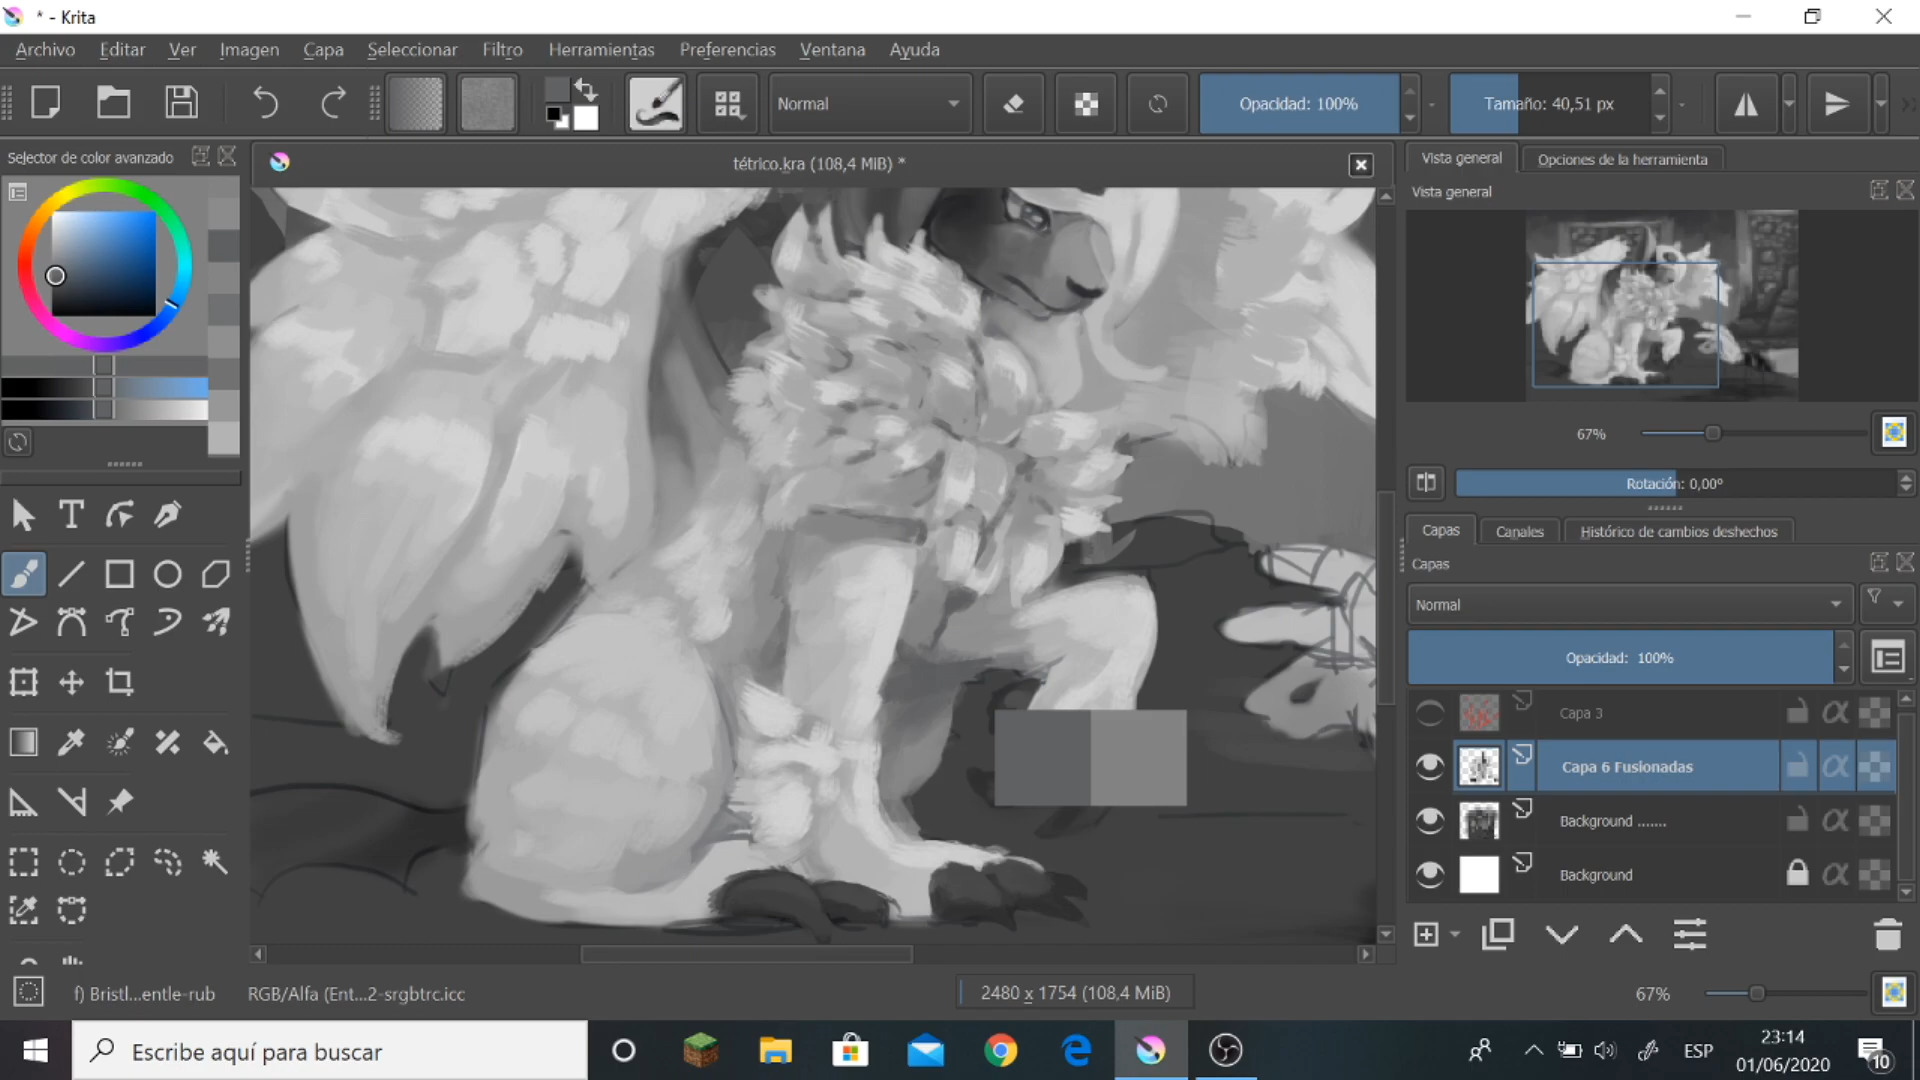 * - Krita
Archivo Editar Ver Imagen Capa Seleccionar Filtro Herramientas Preferencias Ventana Ayuda
Normal
Opacidad: 100%
Tamaño: 40,51 px
Selector de color avanzado
tétrico.kra (108,4 MiB) *
Vista general
Opciones de la herramienta
Vista general
67%
Rotación: 0,00º
Capas
Canales
Histórico de cambios deshechos
Capas
Normal
Opacidad: 100%
Capa 3
Capa 6 Fusionadas
Background .......
Background
f) Bristl...entle-rub
RGB/Alfa (Ent...2-srgbtrc.icc
2480 x 1754 (108,4 MiB)
67%
Escribe aquí para buscar
ESP
23:14
01/06/2020
10